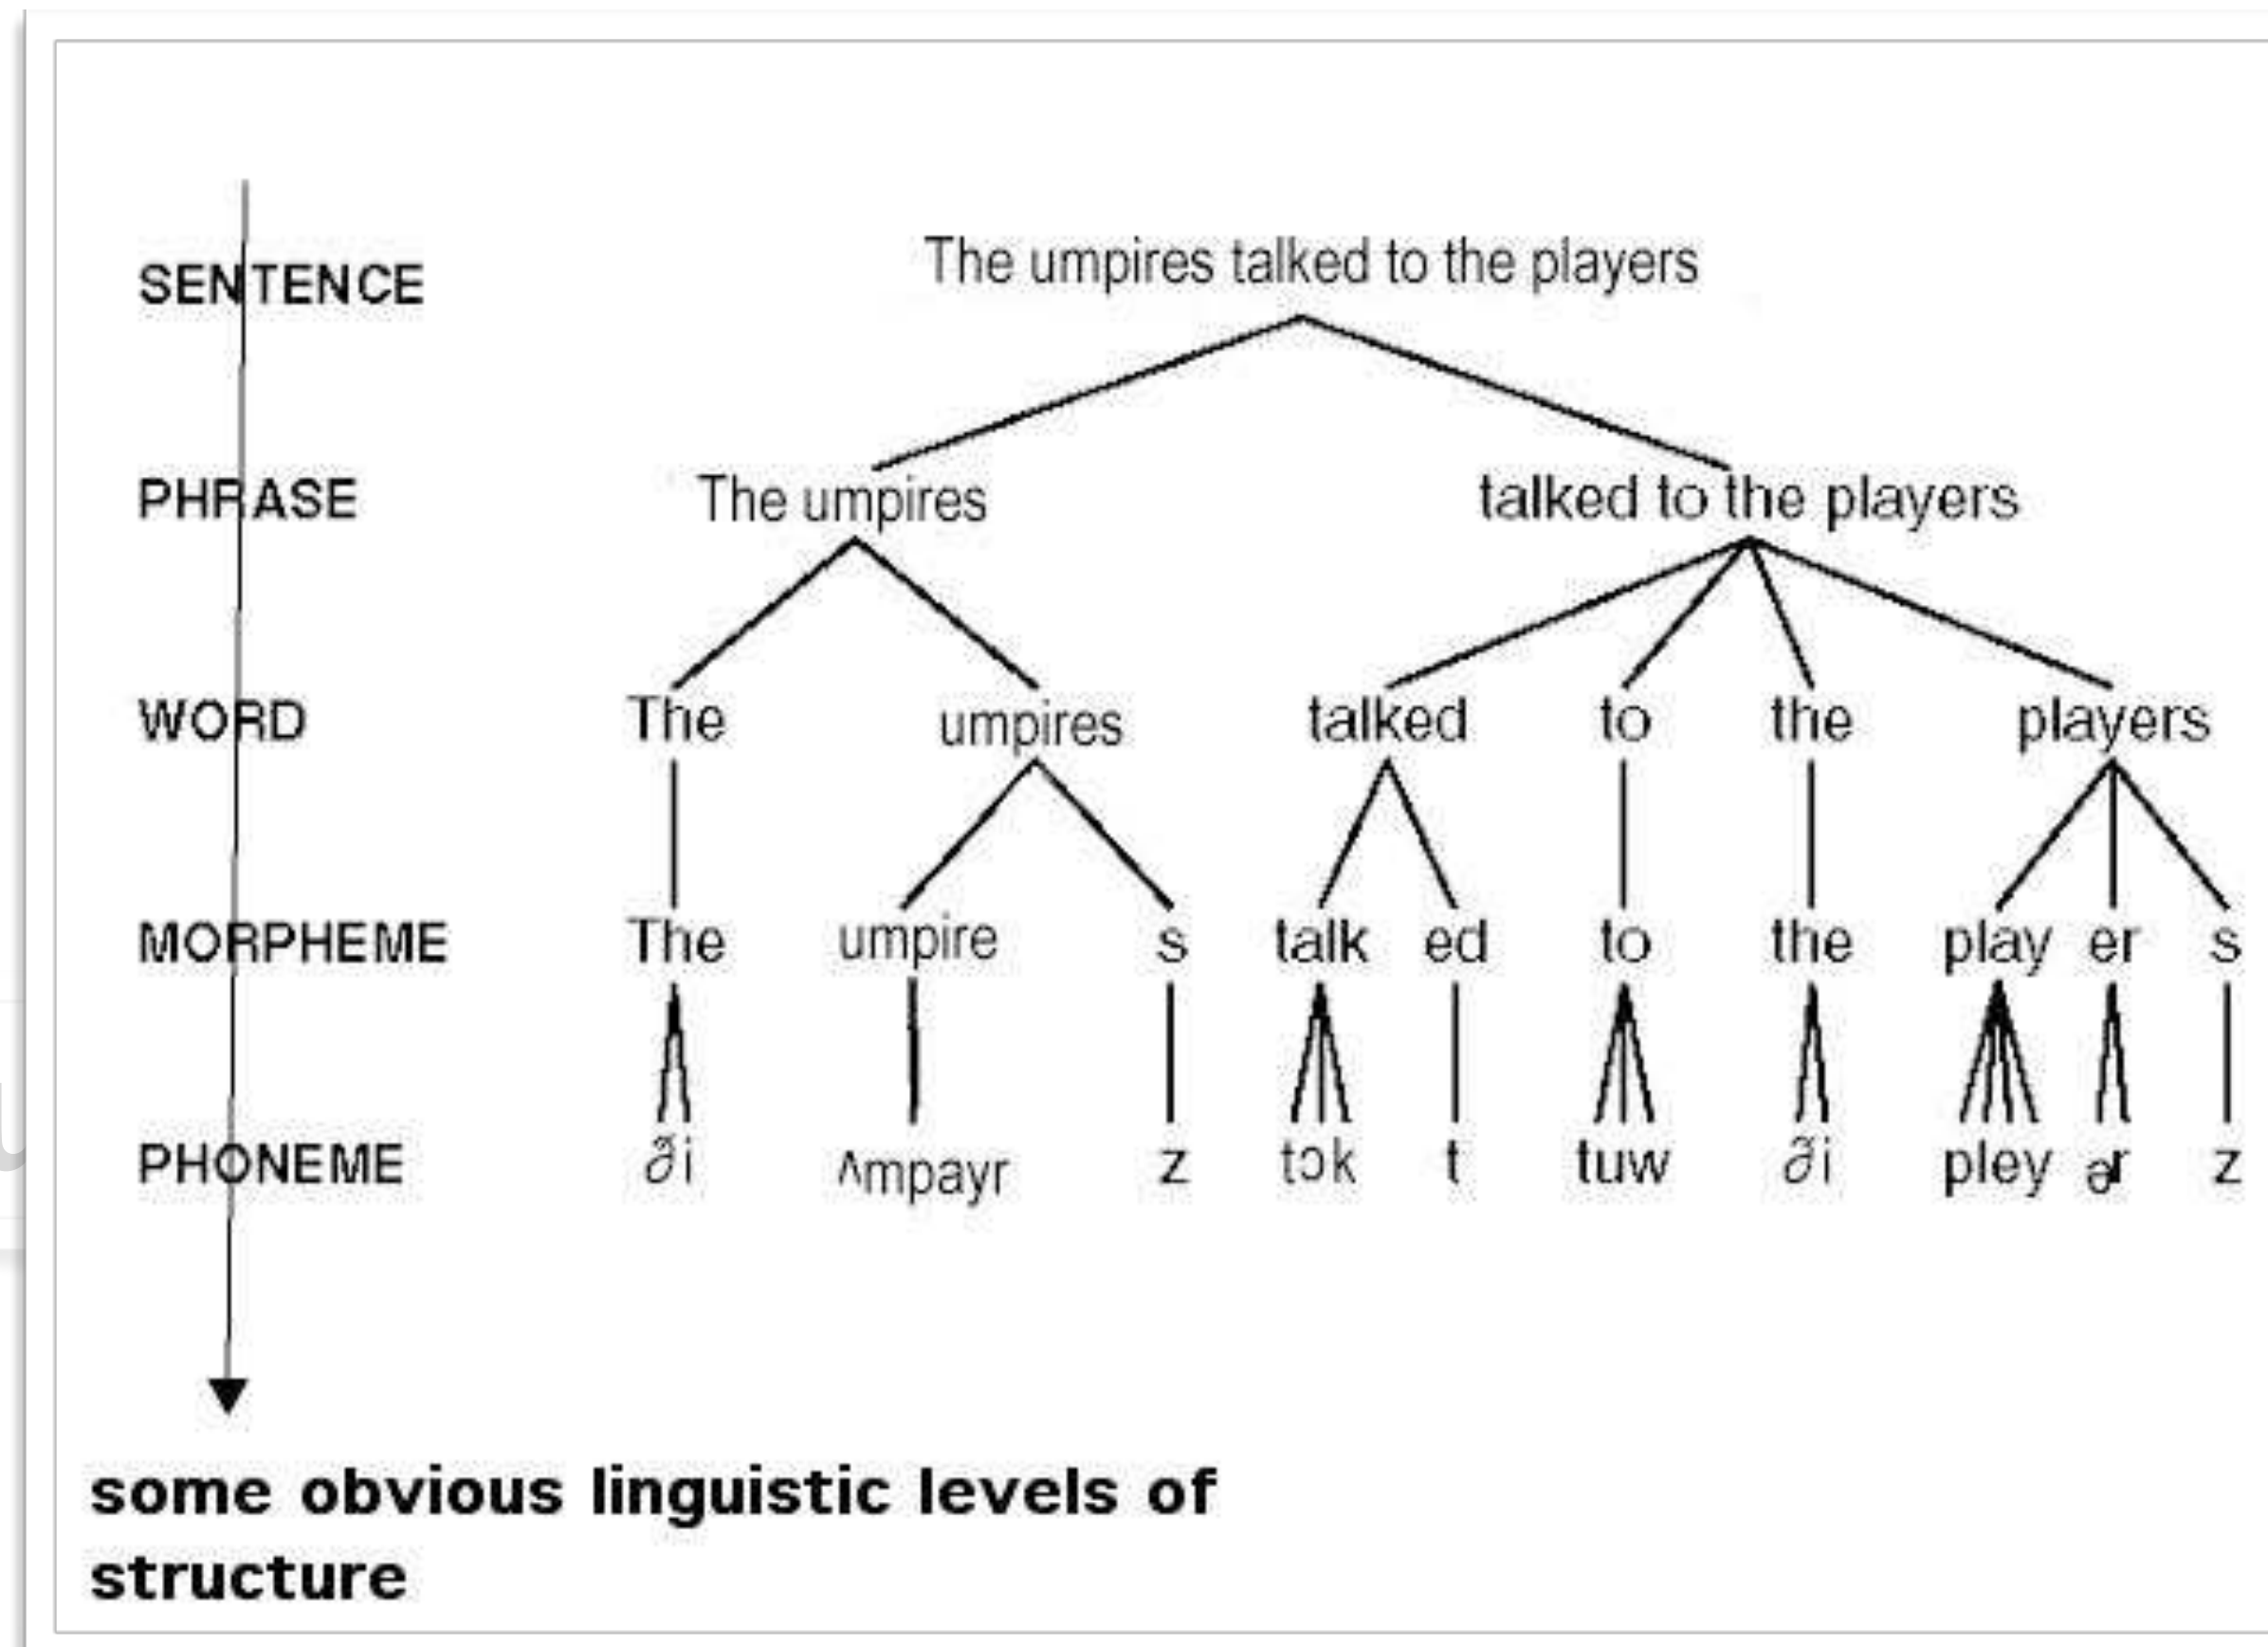 SENTENCE The umpires talked to the players
PHRASE The umpires talked to the players
WORD The umpires talked to the players
MORPHEME The umpire s talk ed to the play er s
PHONEME ði ʌmpayr z tɔk t tuw ði pley ər z
some obvious linguistic levels of
structure